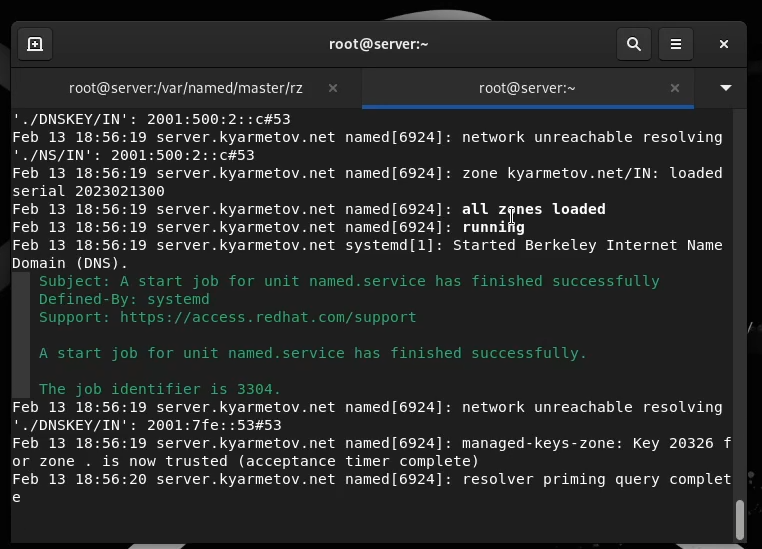 root@server:~
root@server:/var/named/master/rz
root@server:~
'./DNSKEY/IN': 2001:500:2::c#53
Feb 13 18:56:19 server.kyarmetov.net named[6924]: network unreachable resolving
'./NS/IN': 2001:500:2::c#53
Feb 13 18:56:19 server.kyarmetov.net named[6924]: zone kyarmetov.net/IN: loaded
serial 2023021300
Feb 13 18:56:19 server.kyarmetov.net named[6924]: all zones loaded
Feb 13 18:56:19 server.kyarmetov.net named[6924]: running
Feb 13 18:56:19 server.kyarmetov.net systemd[1]: Started Berkeley Internet Name
Domain (DNS).
Subject: A start job for unit named.service has finished successfully
Defined-By: systemd
Support: https://access.redhat.com/support
A start job for unit named.service has finished successfully.
The job identifier is 3304.
Feb 13 18:56:19 server.kyarmetov.net named[6924]: network unreachable resolving
'./DNSKEY/IN': 2001:7fe::53#53
Feb 13 18:56:19 server.kyarmetov.net named[6924]: managed-keys-zone: Key 20326 f
or zone . is now trusted (acceptance timer complete)
Feb 13 18:56:20 server.kyarmetov.net named[6924]: resolver priming query complet
e